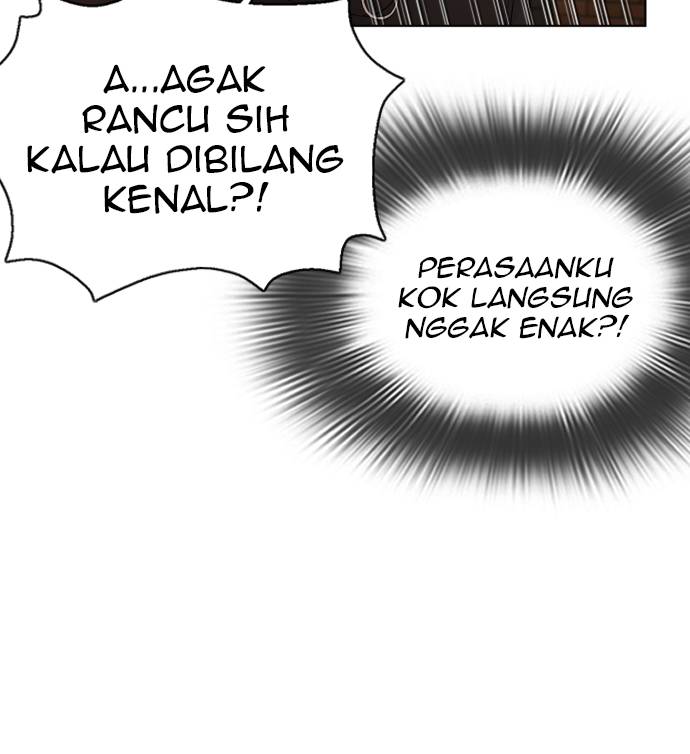 A...AGAK
RANCU SIH
KALAU DIBILANG
KENAL?!
PERASAANKU
KOK LANGSUNG
NGGAK ENAK?!